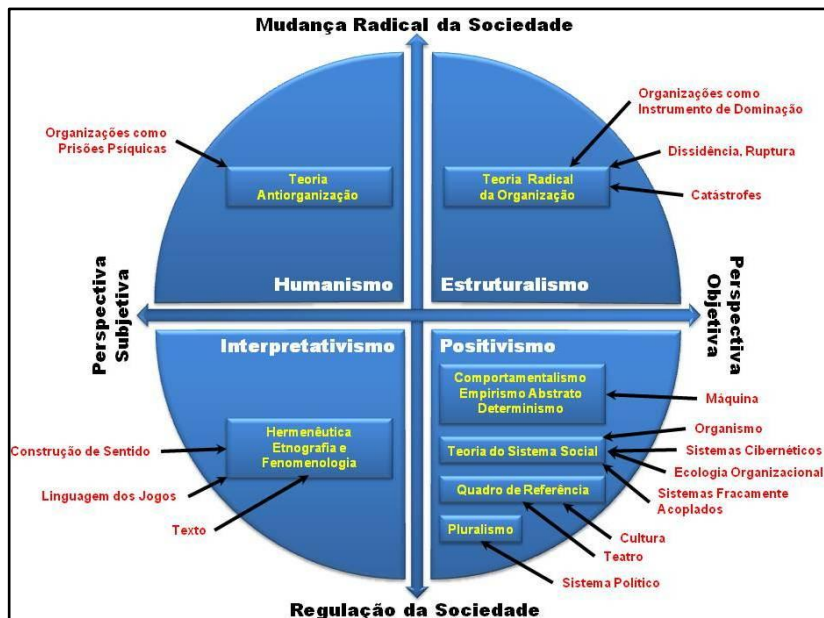 Mudança Radical da Sociedade
Organizações como
Prisões Psíquicas
Teoria
Antiorganização
Humanismo
Organizações como
Instrumento de Dominação
Dissidência, Ruptura
Catástrofes
Teoria Radical
da Organização
Estruturalismo
Perspectiva
Subjetiva
Perspectiva
Objetiva
Interpretativismo
Hermenêutica
Etnografia e
Fenomenologia
Construção de Sentido
Linguagem dos Jogos
Texto
Positivismo
Comportamentalismo
Empirismo Abstrato
Determinismo
Máquina
Organismo
Teoria do Sistema Social
Sistemas Cibernéticos
Ecologia Organizacional
Quadro de Referência
Sistemas Fracamente
Acoplados
Pluralismo
Cultura
Teatro
Sistema Político
Regulação da Sociedade